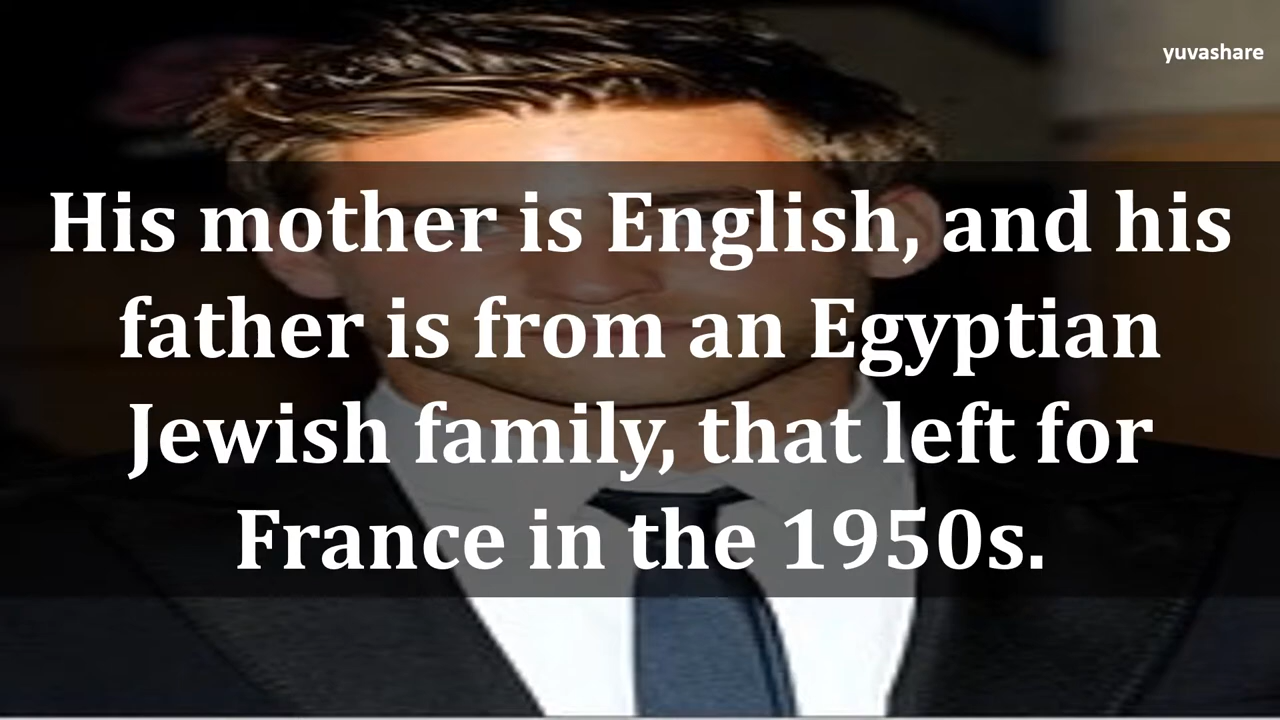 yuvashare
His mother is English, and his
father is from an Egyptian
Jewish family, that left for
France in the 1950s.